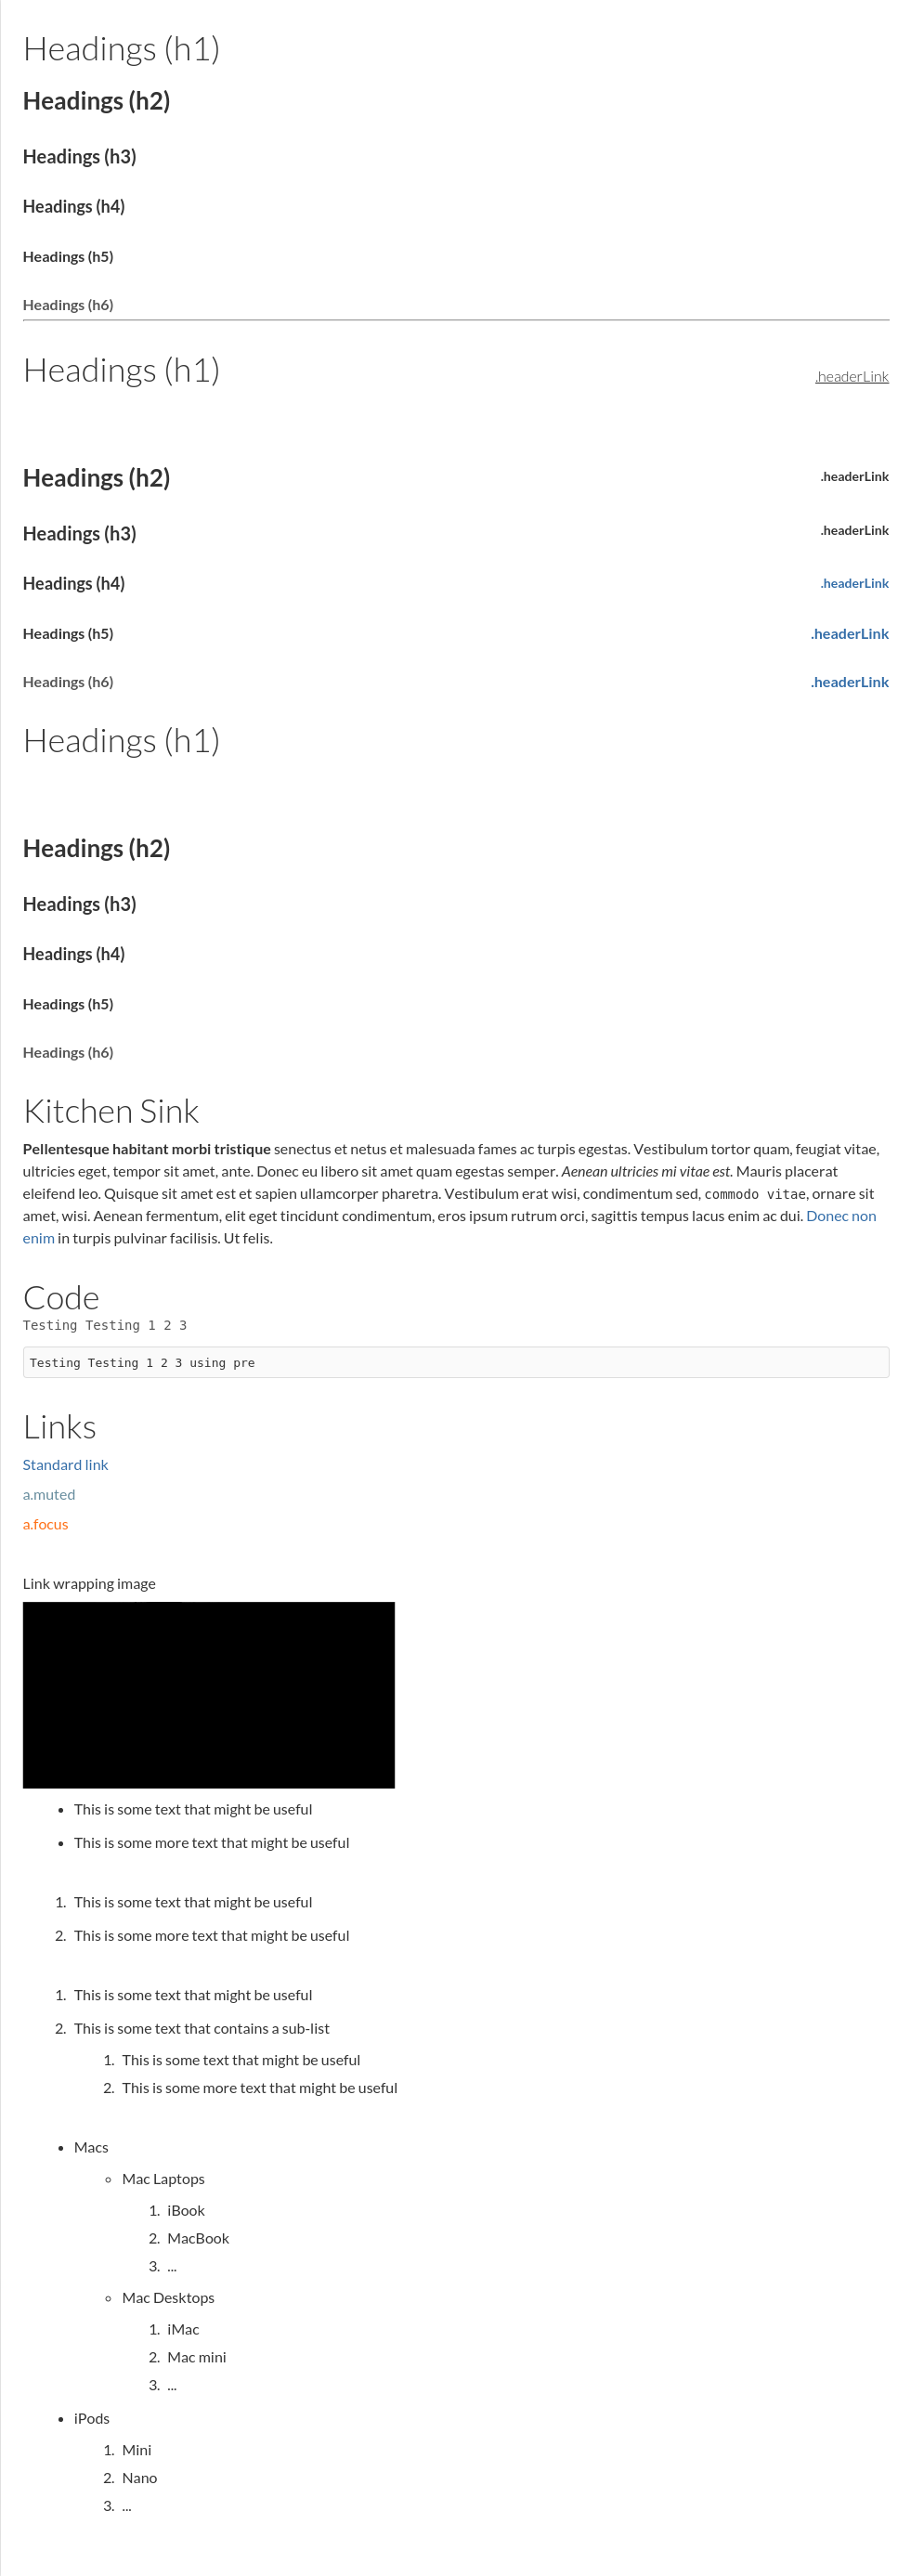 Headings (h1)
Headings (h2)
Headings (h3)
Headings (h4)
Headings (h5)
Headings (h6)
Headings (h1) .headerLink
Headings (h2) .headerLink
Headings (h3) .headerLink
Headings (h4) .headerLink
Headings (h5) .headerLink
Headings (h6) .headerLink
Headings (h1)
Headings (h2)
Headings (h3)
Headings (h4)
Headings (h5)
Headings (h6)
Kitchen Sink
Pellentesque habitant morbi tristique senectus et netus et malesuada fames ac turpis egestas. Vestibulum tortor quam, feugiat vitae,
ultricies eget, tempor sit amet, ante. Donec eu libero sit amet quam egestas semper. Aenean ultricies mi vitae est. Mauris placerat
eleifend leo. Quisque sit amet est et sapien ullamcorper pharetra. Vestibulum erat wisi, condimentum sed, commodo vitae, ornare sit
amet, wisi. Aenean fermentum, elit eget tincidunt condimentum, eros ipsum rutrum orci, sagittis tempus lacus enim ac dui. Donec non
enim in turpis pulvinar facilisis. Ut felis.
Code
Testing Testing 1 2 3
Testing Testing 1 2 3 using pre
Links
Standard link
a.muted
a.focus
Link wrapping image
• This is some text that might be useful
• This is some more text that might be useful
1. This is some text that might be useful
2. This is some more text that might be useful
1. This is some text that might be useful
2. This is some text that contains a sub-list
1. This is some text that might be useful
2. This is some more text that might be useful
• Macs
◦ Mac Laptops
1. iBook
2. MacBook
3. ...
◦ Mac Desktops
1. iMac
2. Mac mini
3. ...
• iPods
1. Mini
2. Nano
3. ...